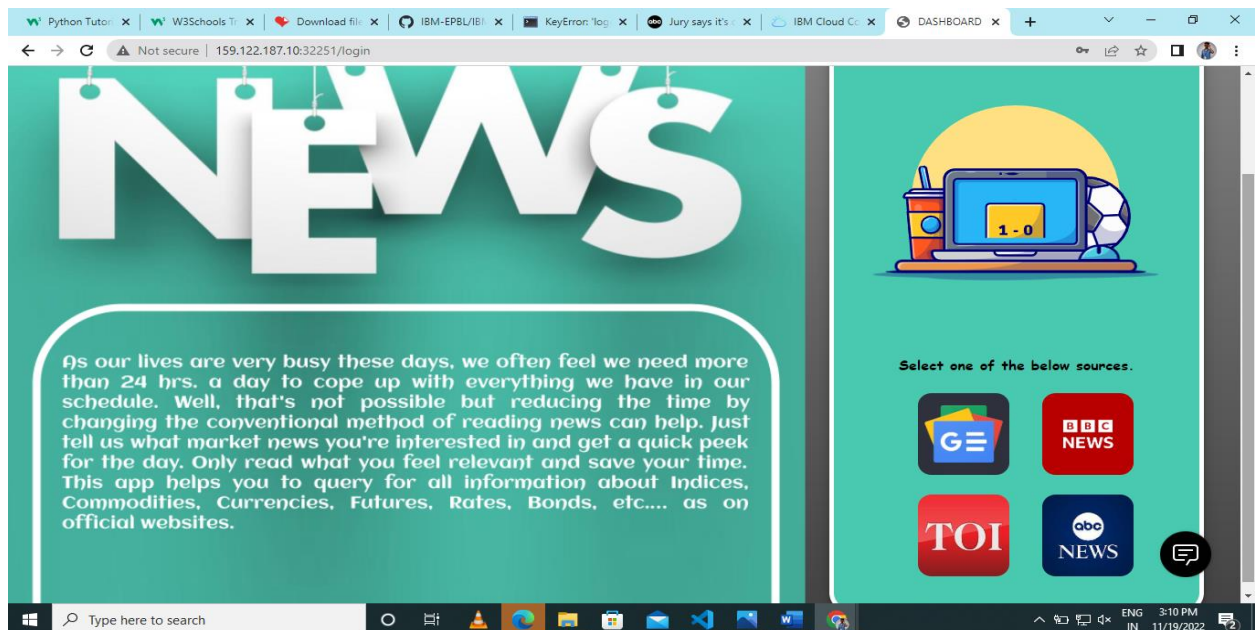 Python Tutori
W3Schools Tr
Download file
IBM-EPBL/IBM
KeyError: 'log
Jury says it's c
IBM Cloud Co
DASHBOARD
Not secure | 159.122.187.10:32251/login
NEWS
As our lives are very busy these days, we often feel we need more
than 24 hrs. a day to cope up with everything we have in our
schedule. Well, that's not possible but reducing the time by
changing the conventional method of reading news can help. Just
tell us what market news you're interested in and get a quick peek
for the day. Only read what you feel relevant and save your time.
This app helps you to query for all information about Indices,
Commodities, Currencies, Futures, Rates, Bonds, etc.... as on
official websites.
1 - 0
Select one of the below sources.
GE
BBC
NEWS
TOI
abc
NEWS
Type here to search
ENG
IN
3:10 PM
11/19/2022
2